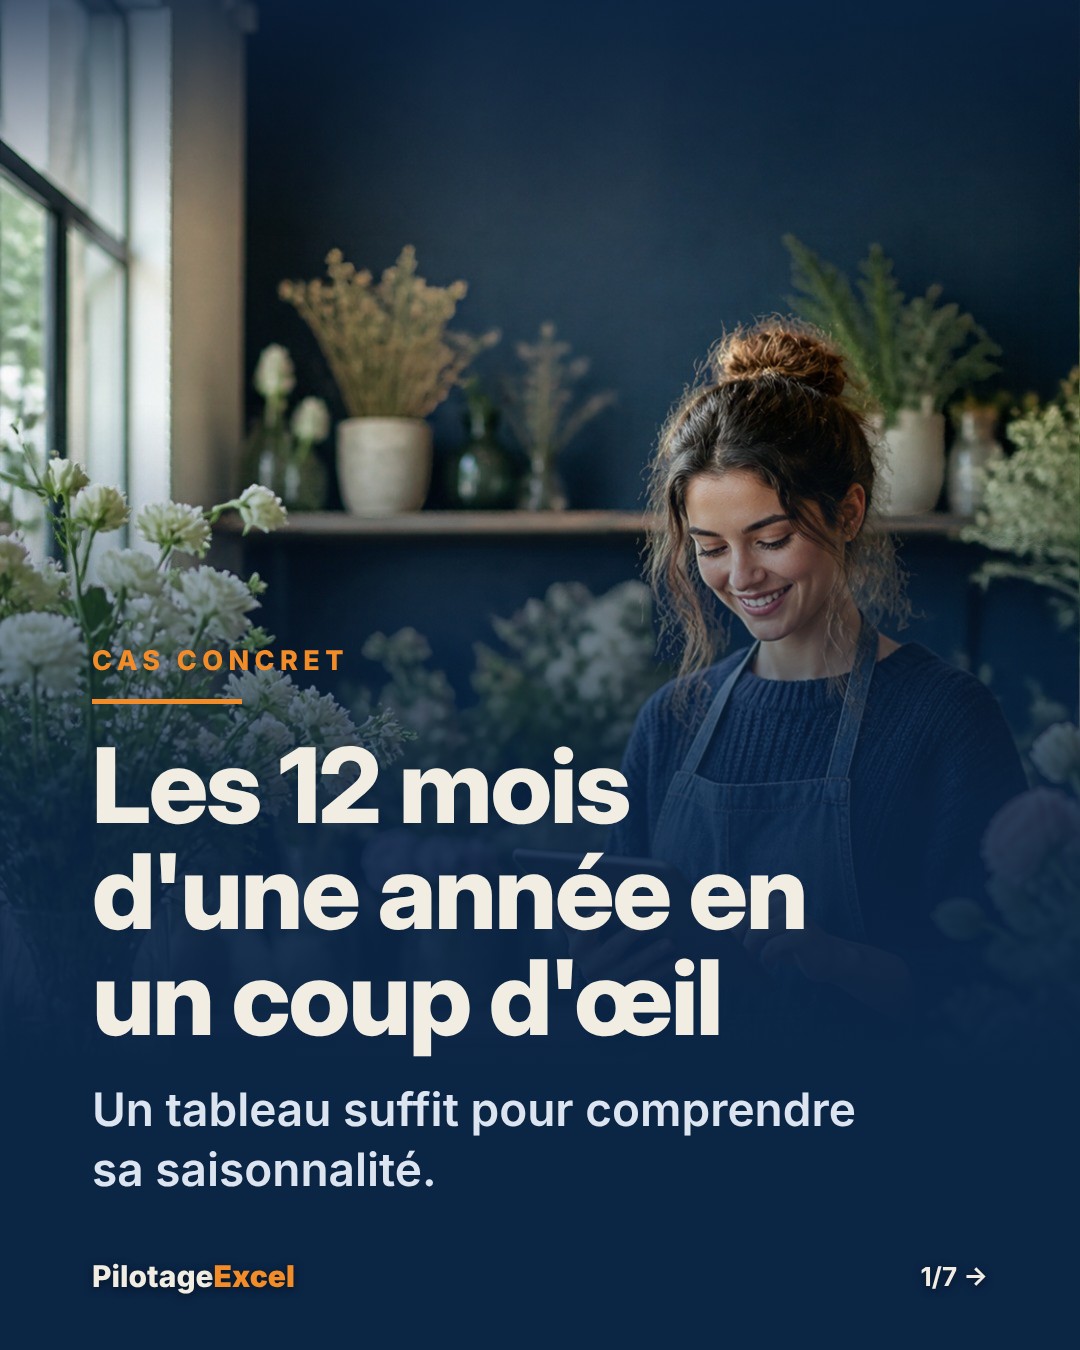 CAS CONCRET
Les 12 mois
d'une année en
un coup d'œil
Un tableau suffit pour comprendre
sa saisonnalité.
PilotageExcel
1/7 →